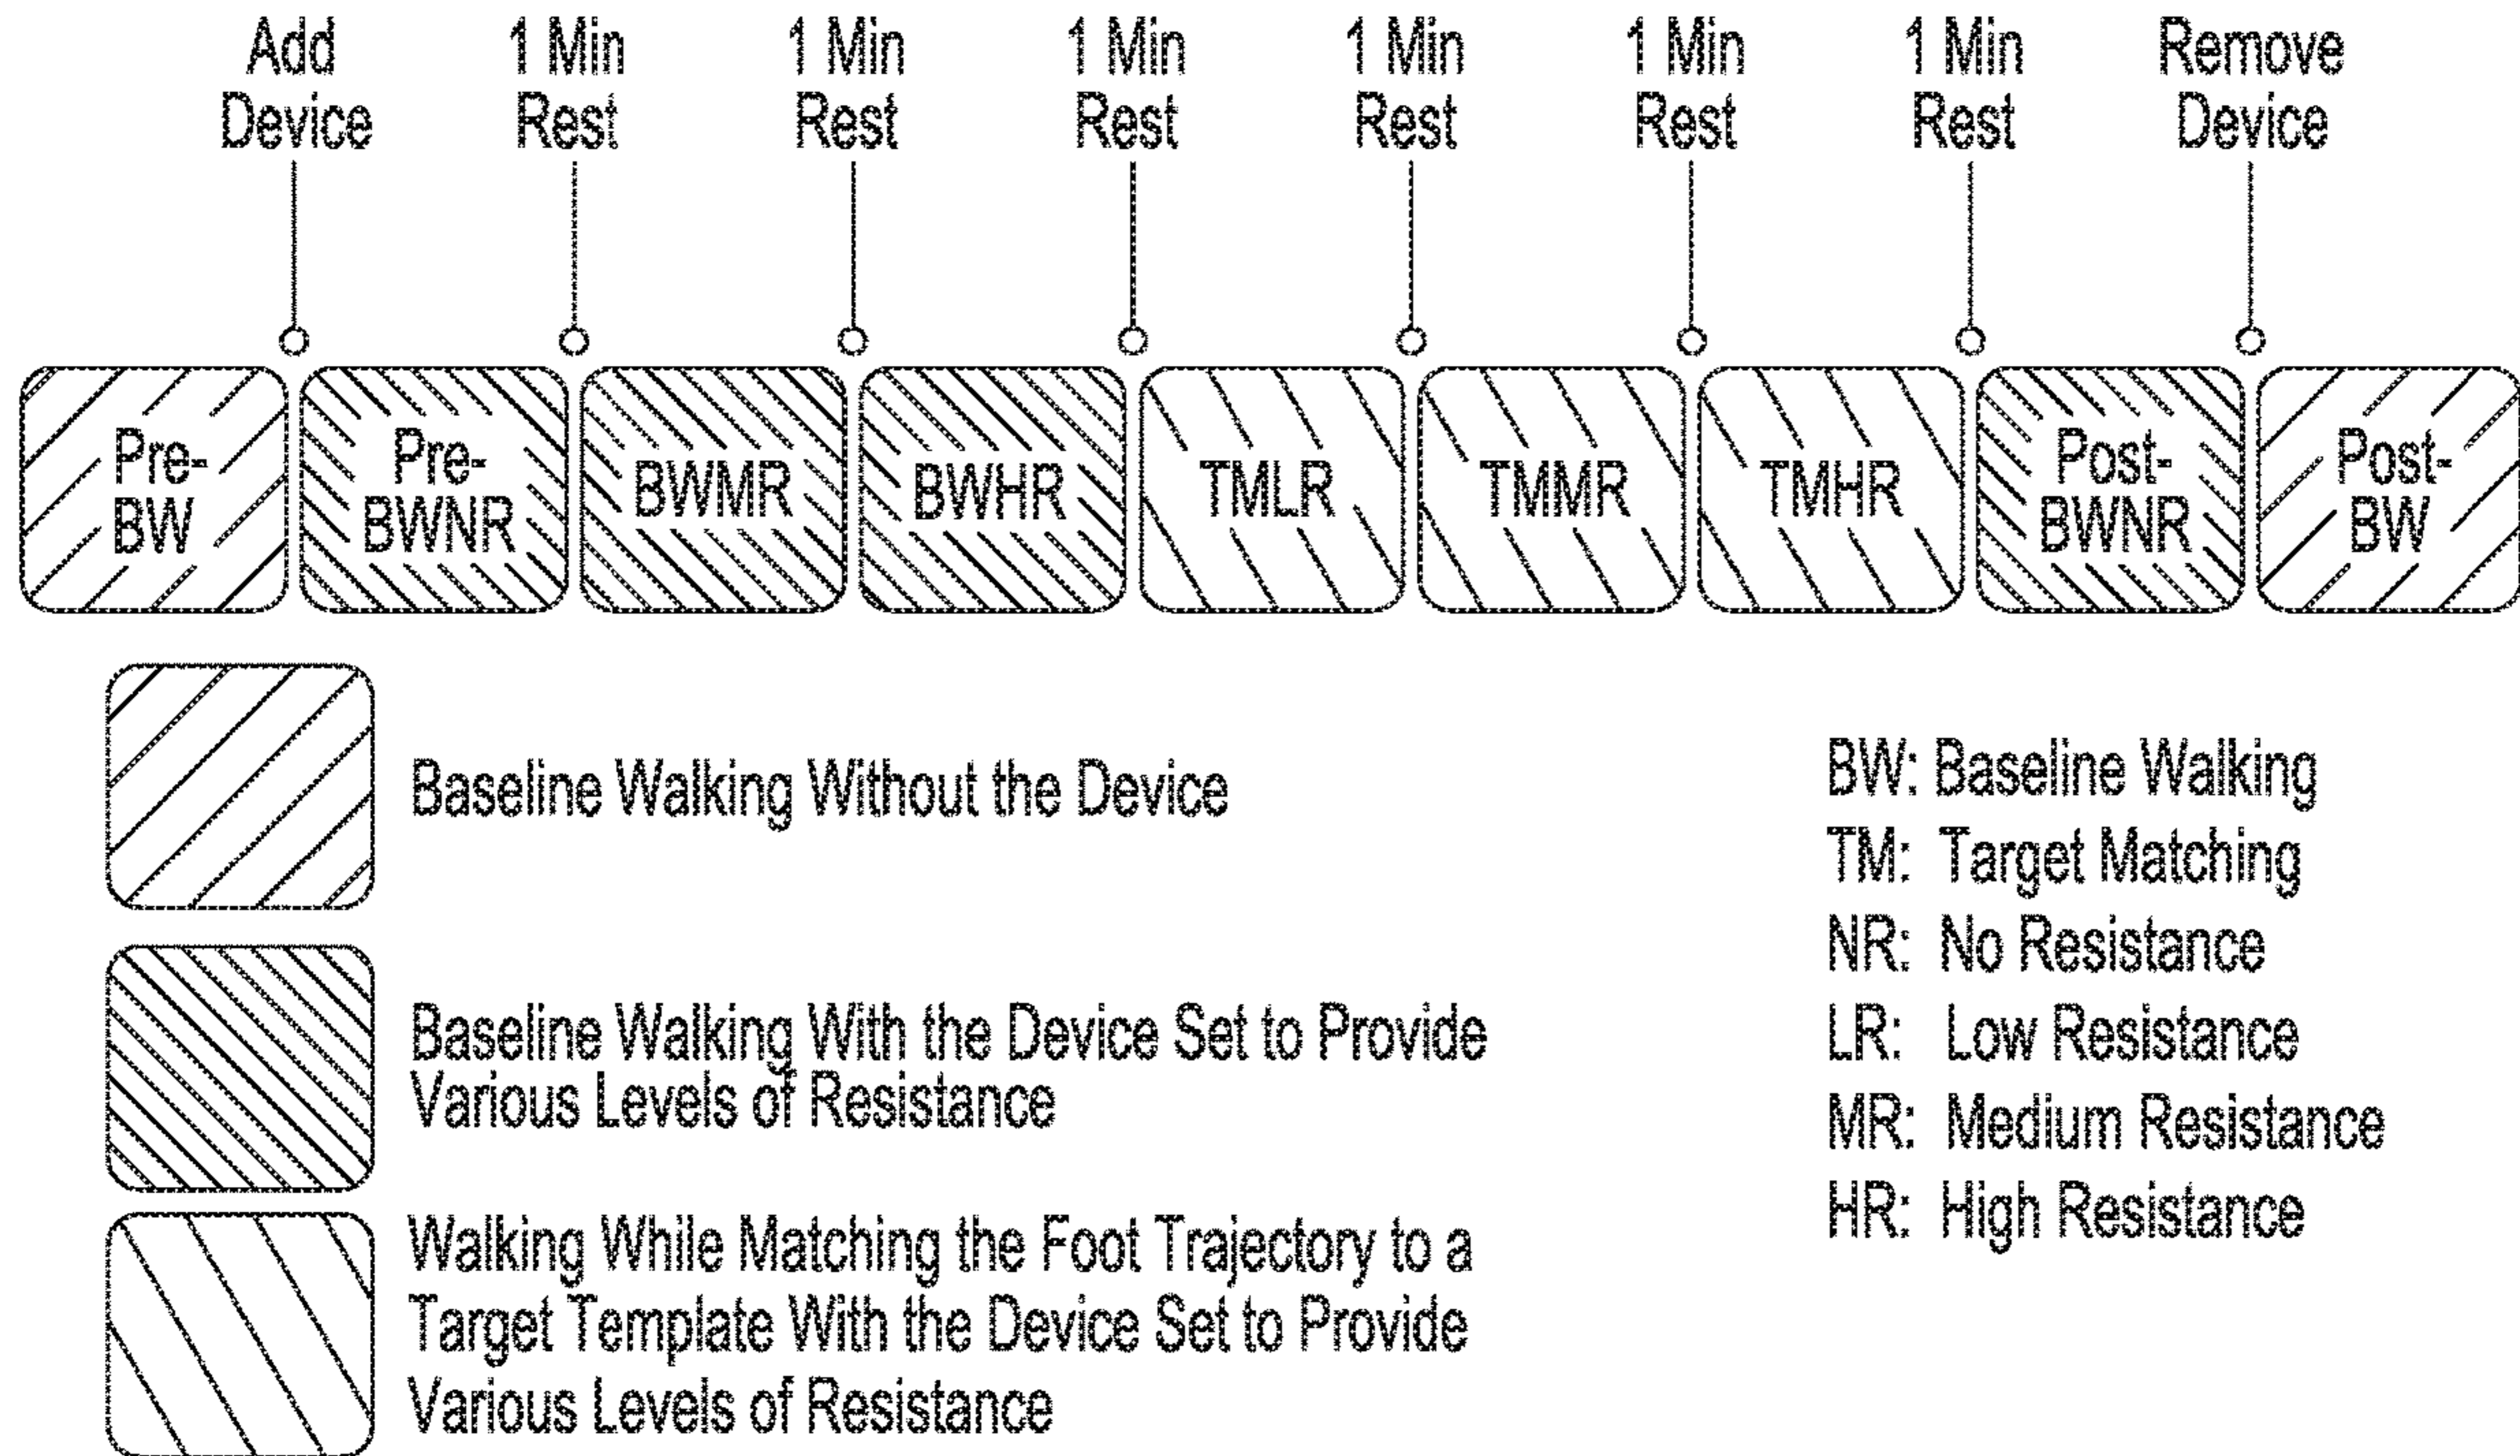 Add
Device
1 Min
Rest
1 Min
Rest
1 Min
Rest
1 Min
Rest
1 Min
Rest
1 Min
Rest
Remove
Device
Pre-
BW
Pre-
BWNR
BWMR
BWHR
TMLR
TMMR
TMHR
Post-
BWNR
Post-
BW
Baseline Walking Without the Device
Baseline Walking With the Device Set to Provide
Various Levels of Resistance
Walking While Matching the Foot Trajectory to a
Target Template With the Device Set to Provide
Various Levels of Resistance
BW: Baseline Walking
TM: Target Matching
NR: No Resistance
LR: Low Resistance
MR: Medium Resistance
HR: High Resistance